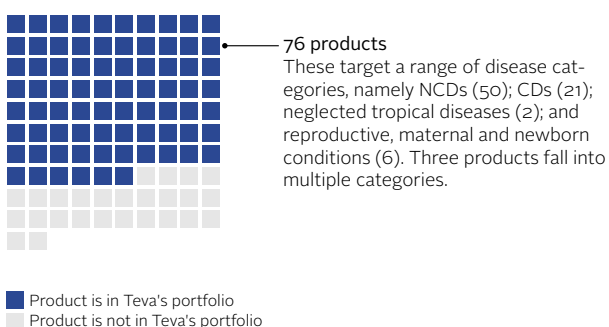 76 products
These target a range of disease cat-
egories, namely NCDs (50); CDs (21);
neglected tropical diseases (2); and
reproductive, maternal and newborn
conditions (6). Three products fall into
multiple categories.
Product is in Teva's portfolio
Product is not in Teva's portfolio